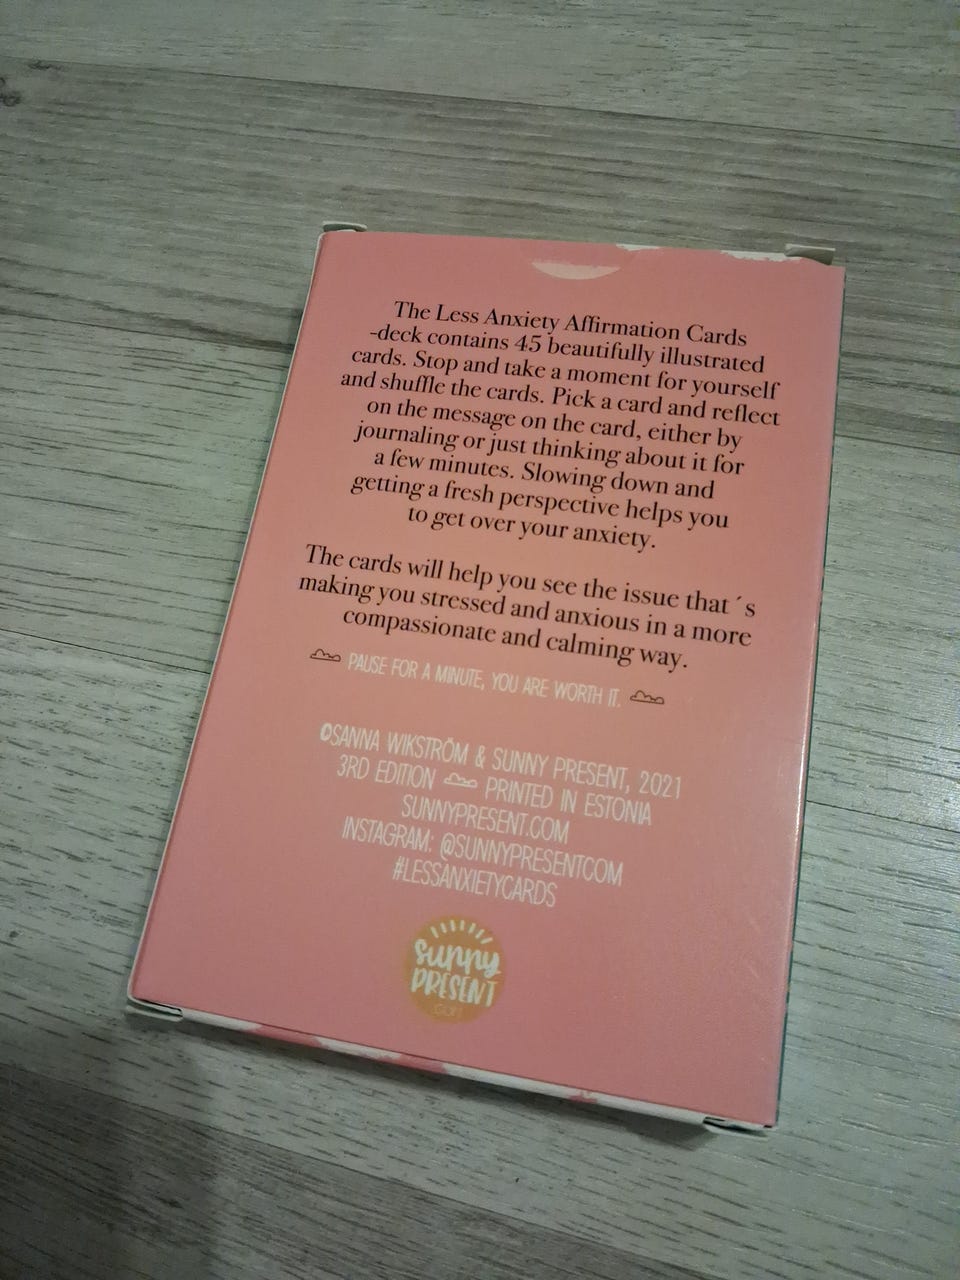 The Less Anxiety Affirmation Cards
-deck contains 45 beautifully illustrated
cards. Stop and take a moment for yourself
and shuffle the cards. Pick a card and reflect
on the message on the card, either by
journaling or just thinking about it for
a few minutes. Slowing down and
getting a fresh perspective helps you
to get over your anxiety.
The cards will help you see the issue that ´s
making you stressed and anxious in a more
compassionate and calming way.
PAUSE FOR A MINUTE, YOU ARE WORTH IT.
©SANNA WIKSTRÖM & SUNNY PRESENT, 2021
3RD EDITION PRINTED IN ESTONIA
SUNNYPRESENT.COM
INSTAGRAM: @SUNNYPRESENTCOM
#LESSANXIETYCARDS
sunny
PRESENT
.COM